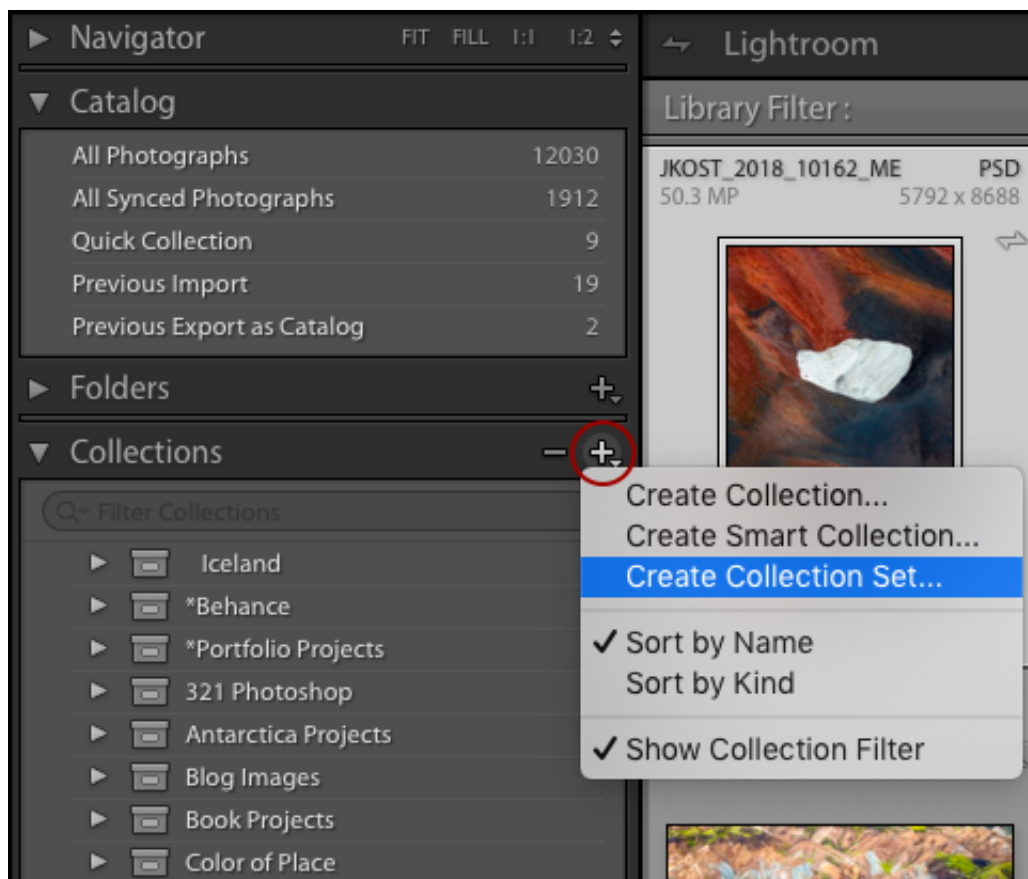 Navigator FIT FILL 1:1 1:2
Catalog
All Photographs 12030
All Synced Photographs 1912
Quick Collection 9
Previous Import 19
Previous Export as Catalog 2
Folders
Collections
Filter Collections
Iceland
*Behance
*Portfolio Projects
321 Photoshop
Antarctica Projects
Blog Images
Book Projects
Color of Place
Lightroom
Library Filter :
JKOST_2018_10162_ME PSD
50.3 MP 5792 x 8688
Create Collection...
Create Smart Collection...
Create Collection Set...
Sort by Name
Sort by Kind
Show Collection Filter